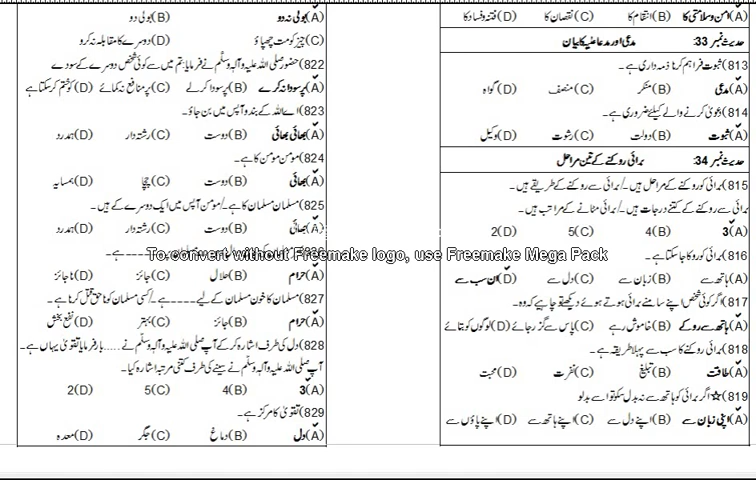 (A) امن و سلامتی کا (B) انتقام کا (C) نقصان کا (D) فتنہ و فساد کا
حدیث نمبر 33: مدعی اور مدعا علیہ کا بیان
813) ثبوت فراہم کرنا ذمہ داری ہے۔
(A) مدعی (B) منکر (C) منصف (D) گواہ
814) دعویٰ کرنے والے کیلئے ضروری ہے۔
(A) ثبوت (B) دولت (C) رشوت (D) وکیل
حدیث نمبر 34: برائی روکنے کے تین مراحل
815) برائی کو روکنے کے مراحل ہیں۔/ برائی سے روکنے کے طریقے ہیں۔
برائی سے روکنے کے کتنے درجات ہیں۔/ برائی مٹانے کے مراتب ہیں۔
(A) 3 (B) 4 (C) 5 (D) 2
816) برائی کو روکا جا سکتا ہے۔
(A) ہاتھ سے (B) زبان سے (C) دل سے (D) ان سب سے
817) اگر کوئی شخص اپنے سامنے برائی ہوتے ہوئے دیکھے تو چاہیے کہ وہ۔
(A) ہاتھ سے روکے (B) خاموش رہے (C) پاس سے گزر جائے (D) لوگوں کو بتائے
818) برائی روکنے کا سب سے پہلا طریقہ ہے۔
(A) طاقت (B) تبلیغ (C) نفرت (D) محبت
819) ☆ اگر برائی کو ہاتھ سے نہ بدل سکو تو اسے بدلو
(A) اپنی زبان سے (B) اپنے دل سے (C) اپنے ہاتھ سے (D) اپنے پاؤں سے
(A) بولی نہ دو (B) بولی دو
(C) چیز کو مت چھپاؤ (D) دوسرے کا مقابلہ نہ کرو
822) حضور صلی اللہ علیہ وآلہ وسلم نے فرمایا: تم میں سے کوئی شخص دوسرے کے سودے
(A) پر سودا نہ کرے (B) پر سودا کر لے (C) پر منافع نہ کمائے (D) کو ختم کر سکتا ہے
823) اے اللہ کے بندو آپس میں بن جاؤ۔
(A) بھائی بھائی (B) دوست (C) رشتہ دار (D) ہمدرد
824) مومن مومن کا ہے۔
(A) بھائی (B) دوست (C) چچا (D) ہمسایہ
825) مسلمان مسلمان کا ہے۔/ مومن آپس میں ایک دوسرے کے ہیں۔
(A) بھائی (B) دوست (C) رشتہ دار (D) ہمدرد
To convert without Freemake logo, use Freemake Mega Pack
(A) حرام (B) حلال (C) جائز (D) ناجائز
827) مسلمان کا خون مسلمان کے لیے ----- ہے۔/ کسی مسلمان کو ناحق قتل کرنا ہے۔
(A) حرام (B) جائز (C) بہتر (D) نفع بخش
828) دل کی طرف اشارہ کر کے آپ صلی اللہ علیہ وآلہ وسلم نے ..... بار فرمایا تقویٰ یہاں ہے۔
آپ صلی اللہ علیہ وآلہ وسلم نے سینے کی طرف کتنی مرتبہ اشارہ کیا۔
(A) 3 (B) 4 (C) 5 (D) 2
829) تقویٰ کا مرکز ہے۔
(A) دل (B) دماغ (C) جگر (D) معدہ